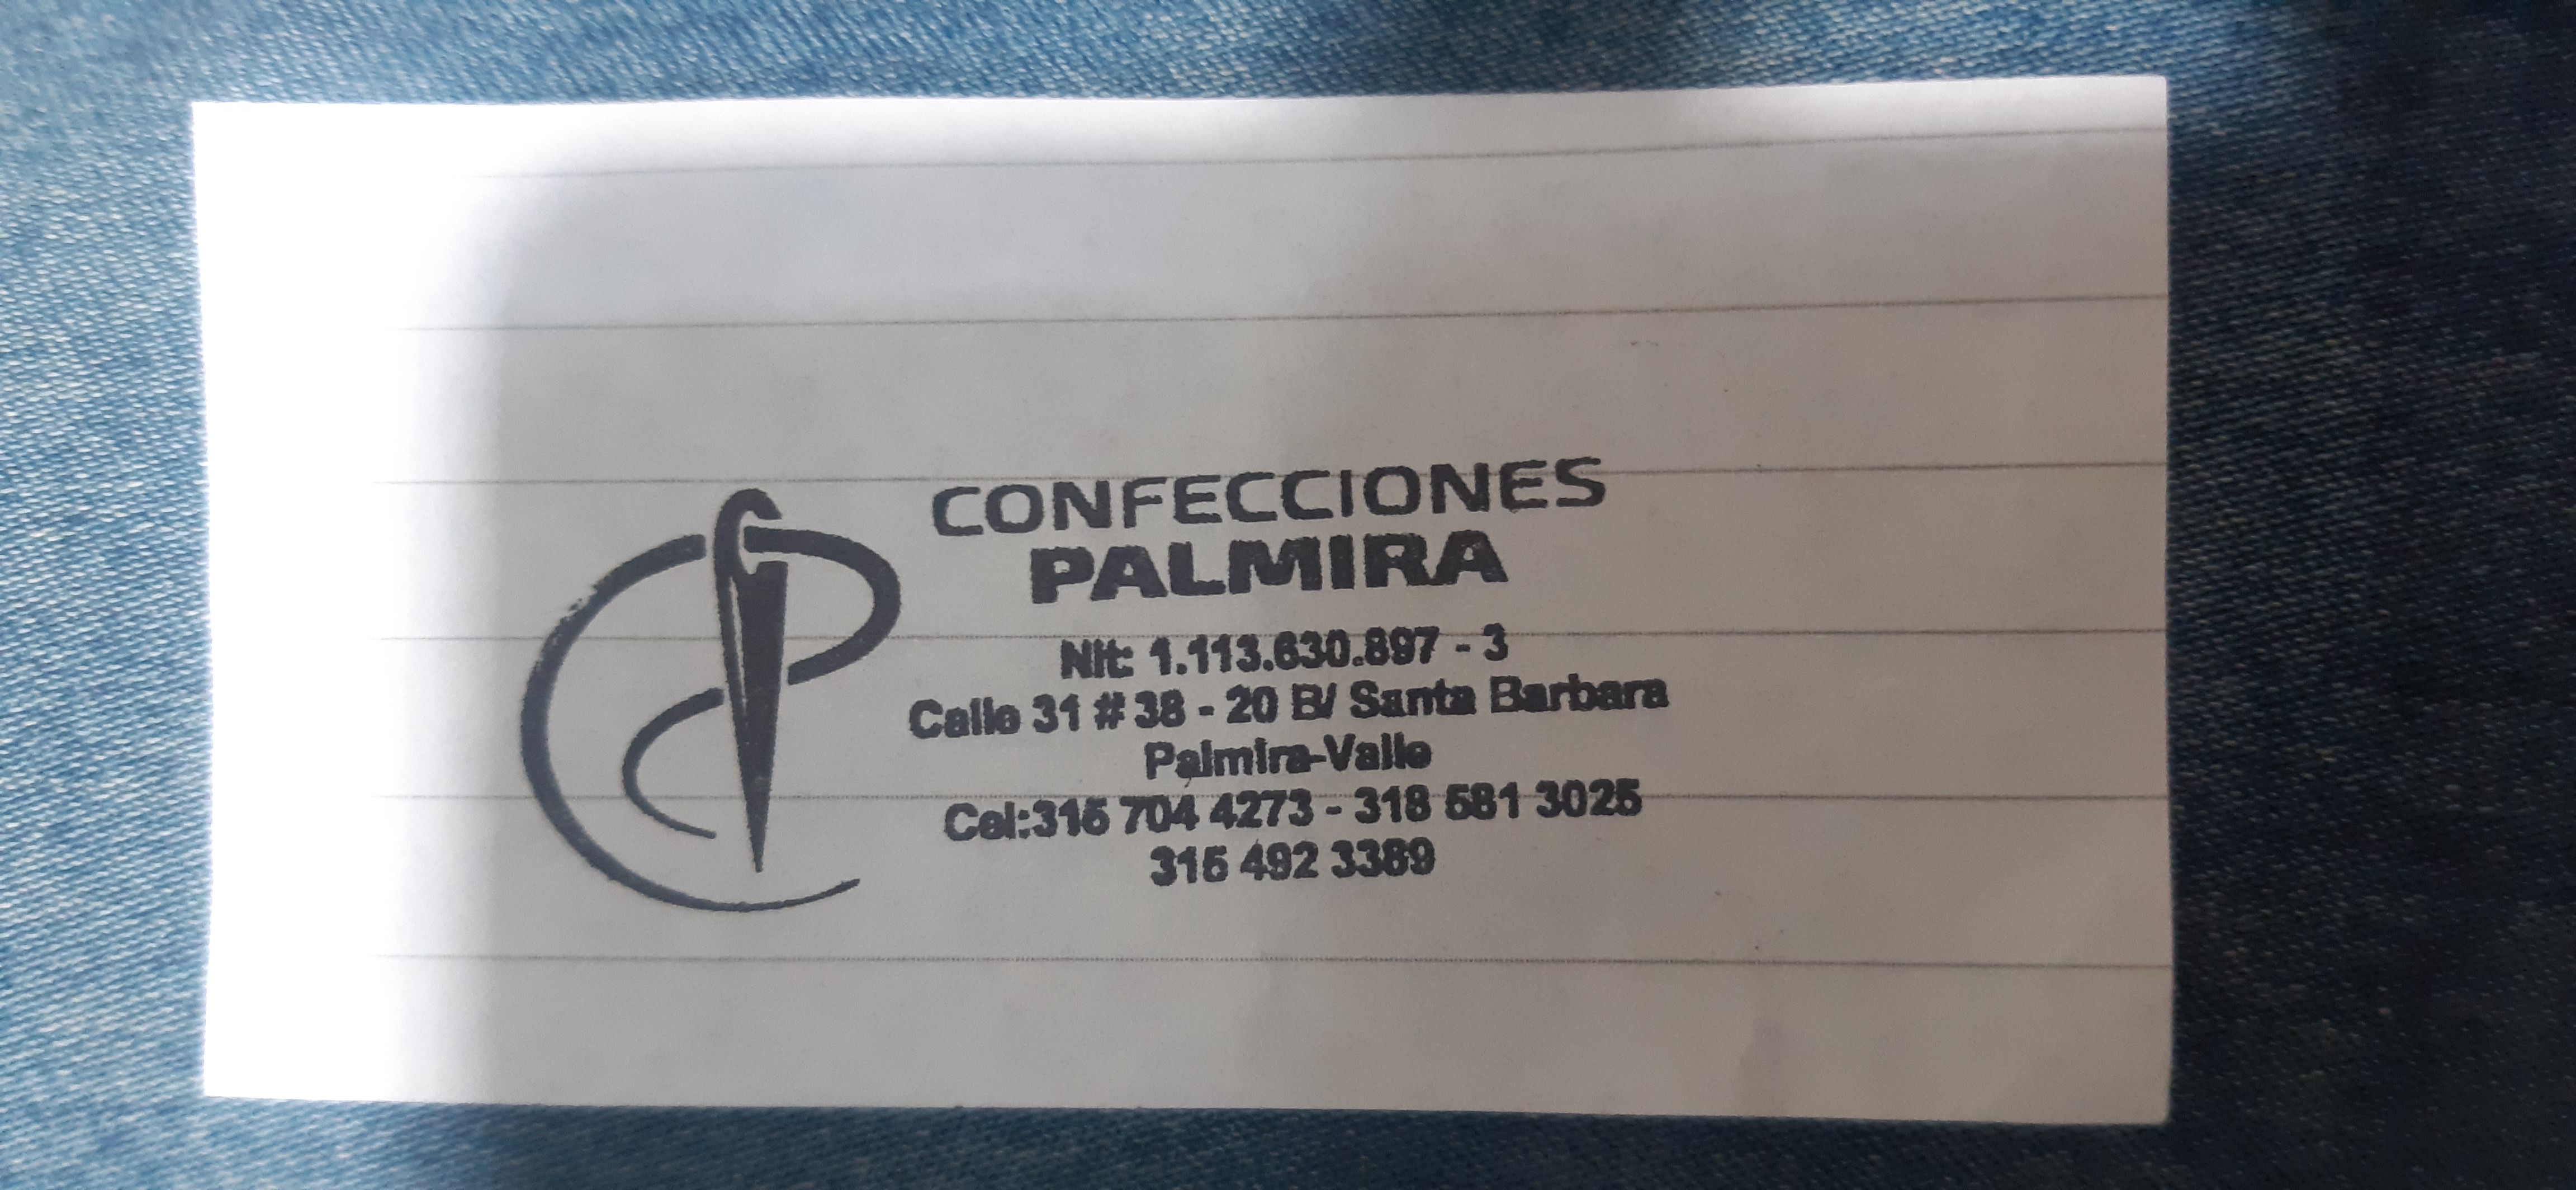 CONFECCIONES
PALMIRA
Nit: 1.113.630.897 - 3
Calle 31 # 38 - 20 B/ Santa Barbara
Palmira-Valle
Cel:315 704 4273 - 318 581 3025
315 492 3389